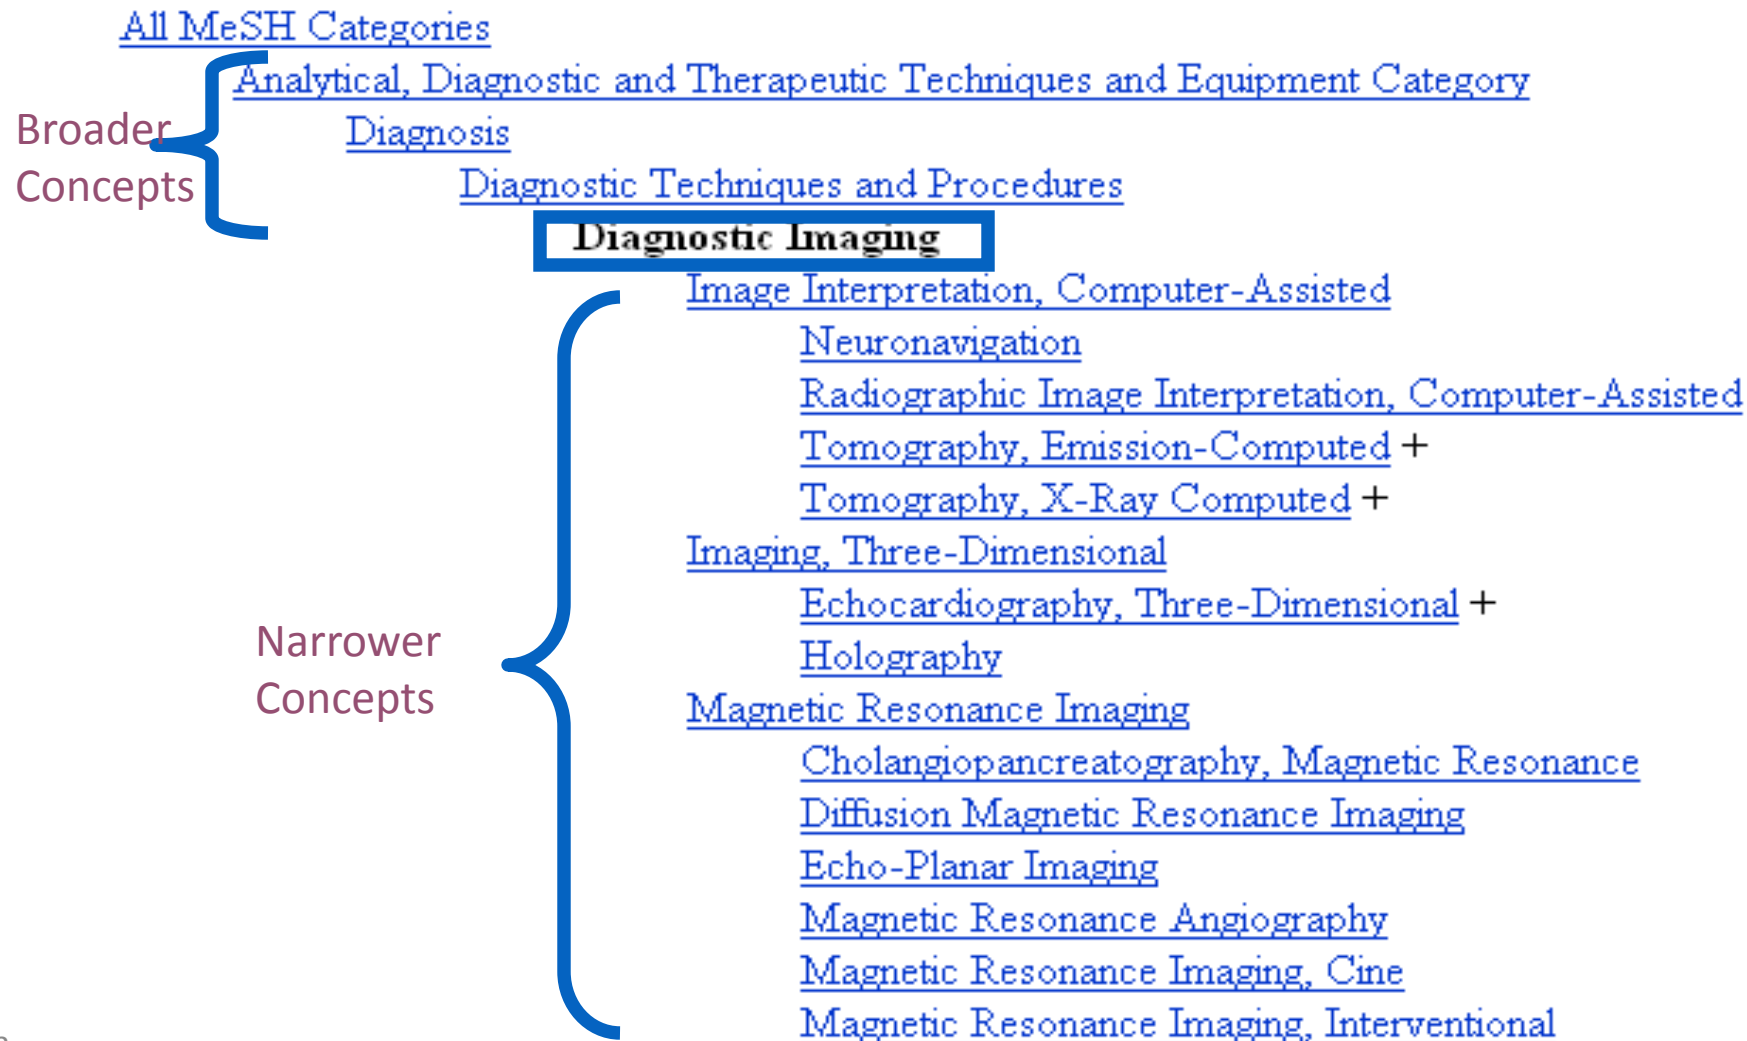 All MeSH Categories
Analytical, Diagnostic and Therapeutic Techniques and Equipment Category
Broader
Concepts
Diagnosis
Diagnostic Techniques and Procedures
Diagnostic Imaging
Image Interpretation, Computer-Assisted
Neuronavigation
Radiographic Image Interpretation, Computer-Assisted
Tomography, Emission-Computed +
Tomography, X-Ray Computed +
Imaging, Three-Dimensional
Echocardiography, Three-Dimensional +
Holography
Narrower
Concepts
Magnetic Resonance Imaging
Cholangiopancreatography, Magnetic Resonance
Diffusion Magnetic Resonance Imaging
Echo-Planar Imaging
Magnetic Resonance Angiography
Magnetic Resonance Imaging, Cine
Magnetic Resonance Imaging, Interventional